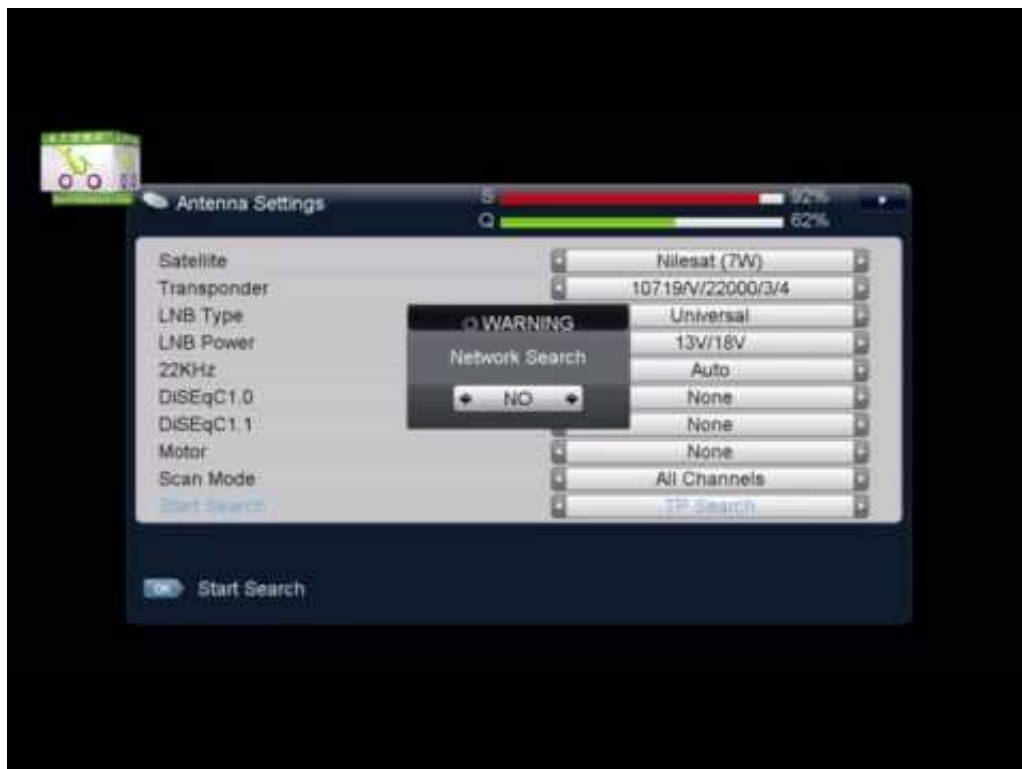 Antenna Settings
S 92%
Q 62%
Satellite Nilesat (7W)
Transponder 10719/V/22000/3/4
LNB Type Universal
LNB Power 13V/18V
22KHz Auto
DiSEqC1.0 None
DiSEqC1.1 None
Motor None
Scan Mode All Channels
Start Search TP Search
WARNING
Network Search
NO
OK Start Search